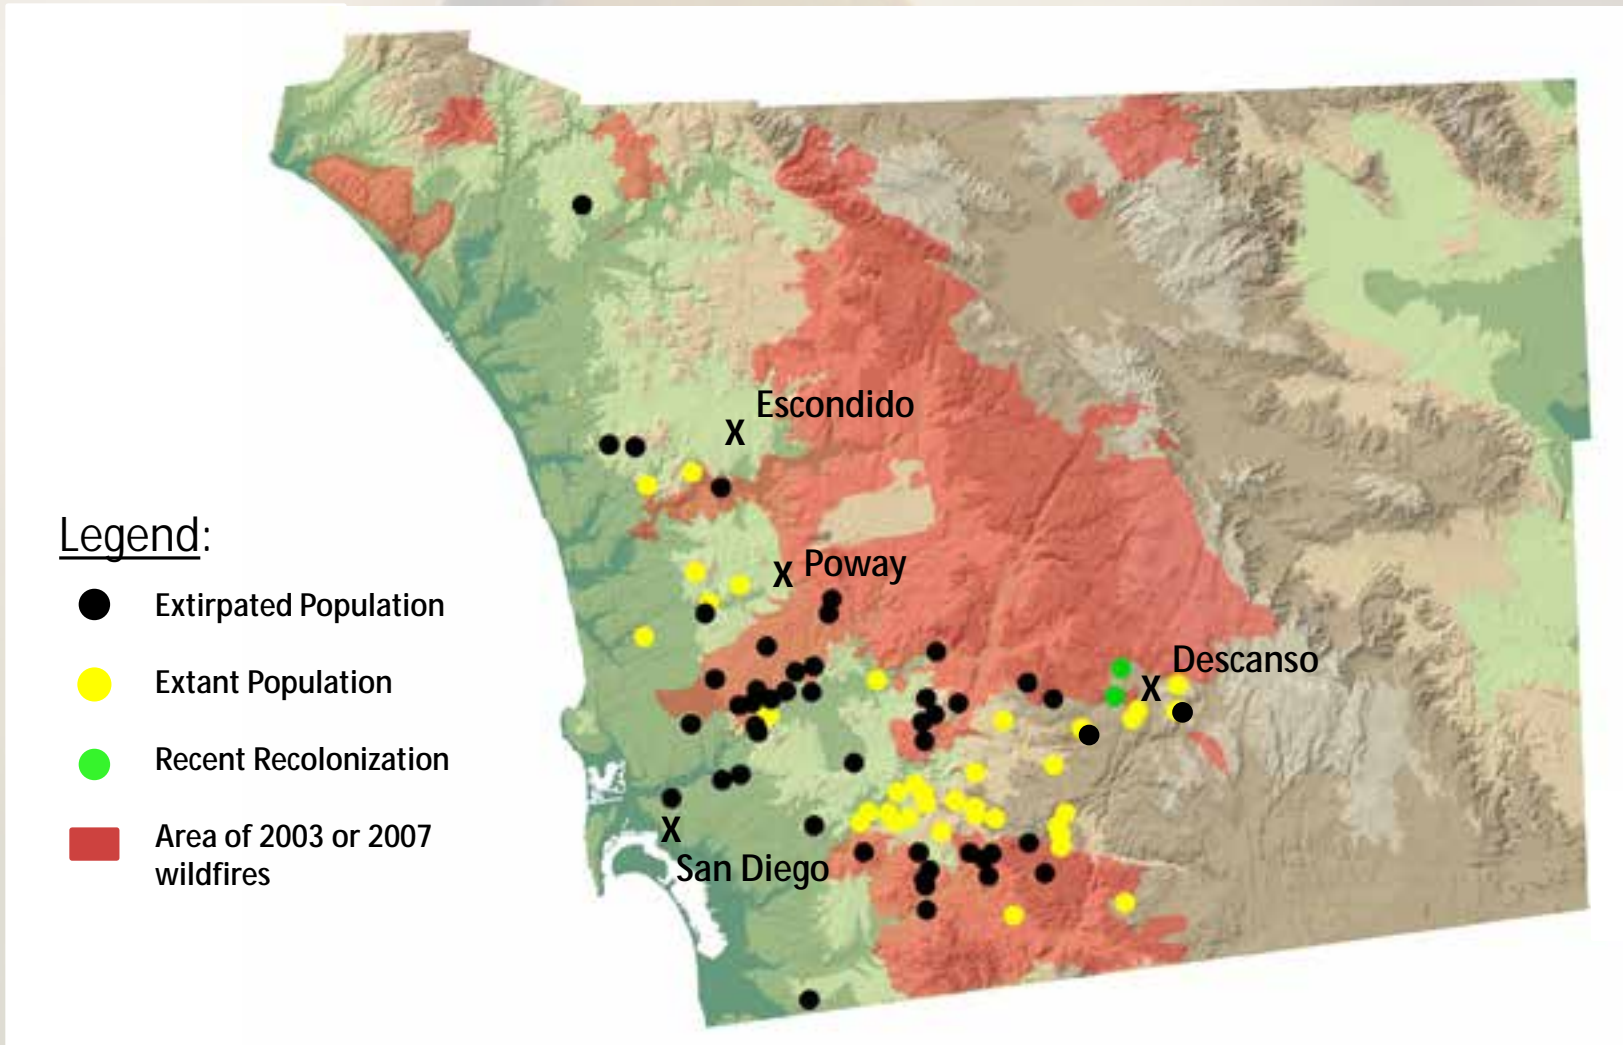 Escondido
X
X Poway
Descanso
X
X
San Diego
Legend:
Extirpated Population
Extant Population
Recent Recolonization
Area of 2003 or 2007
wildfires